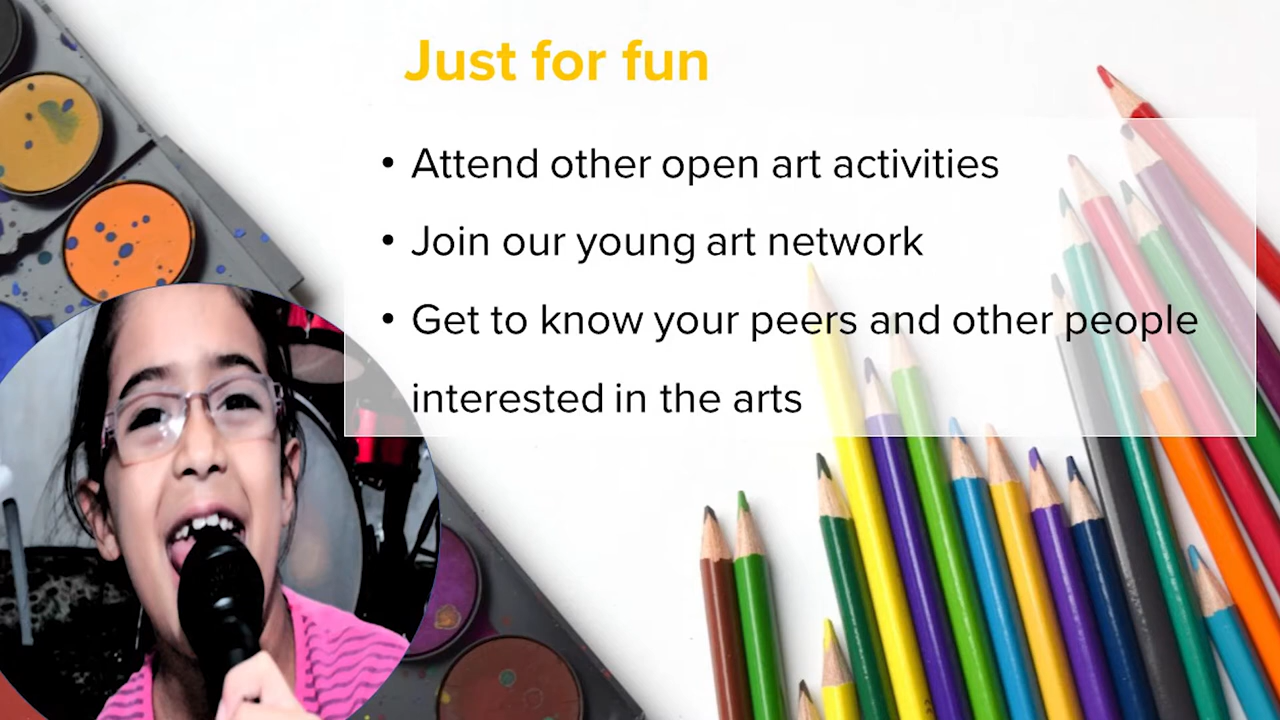 Just for fun
• Attend other open art activities
• Join our young art network
• Get to know your peers and other people
interested in the arts